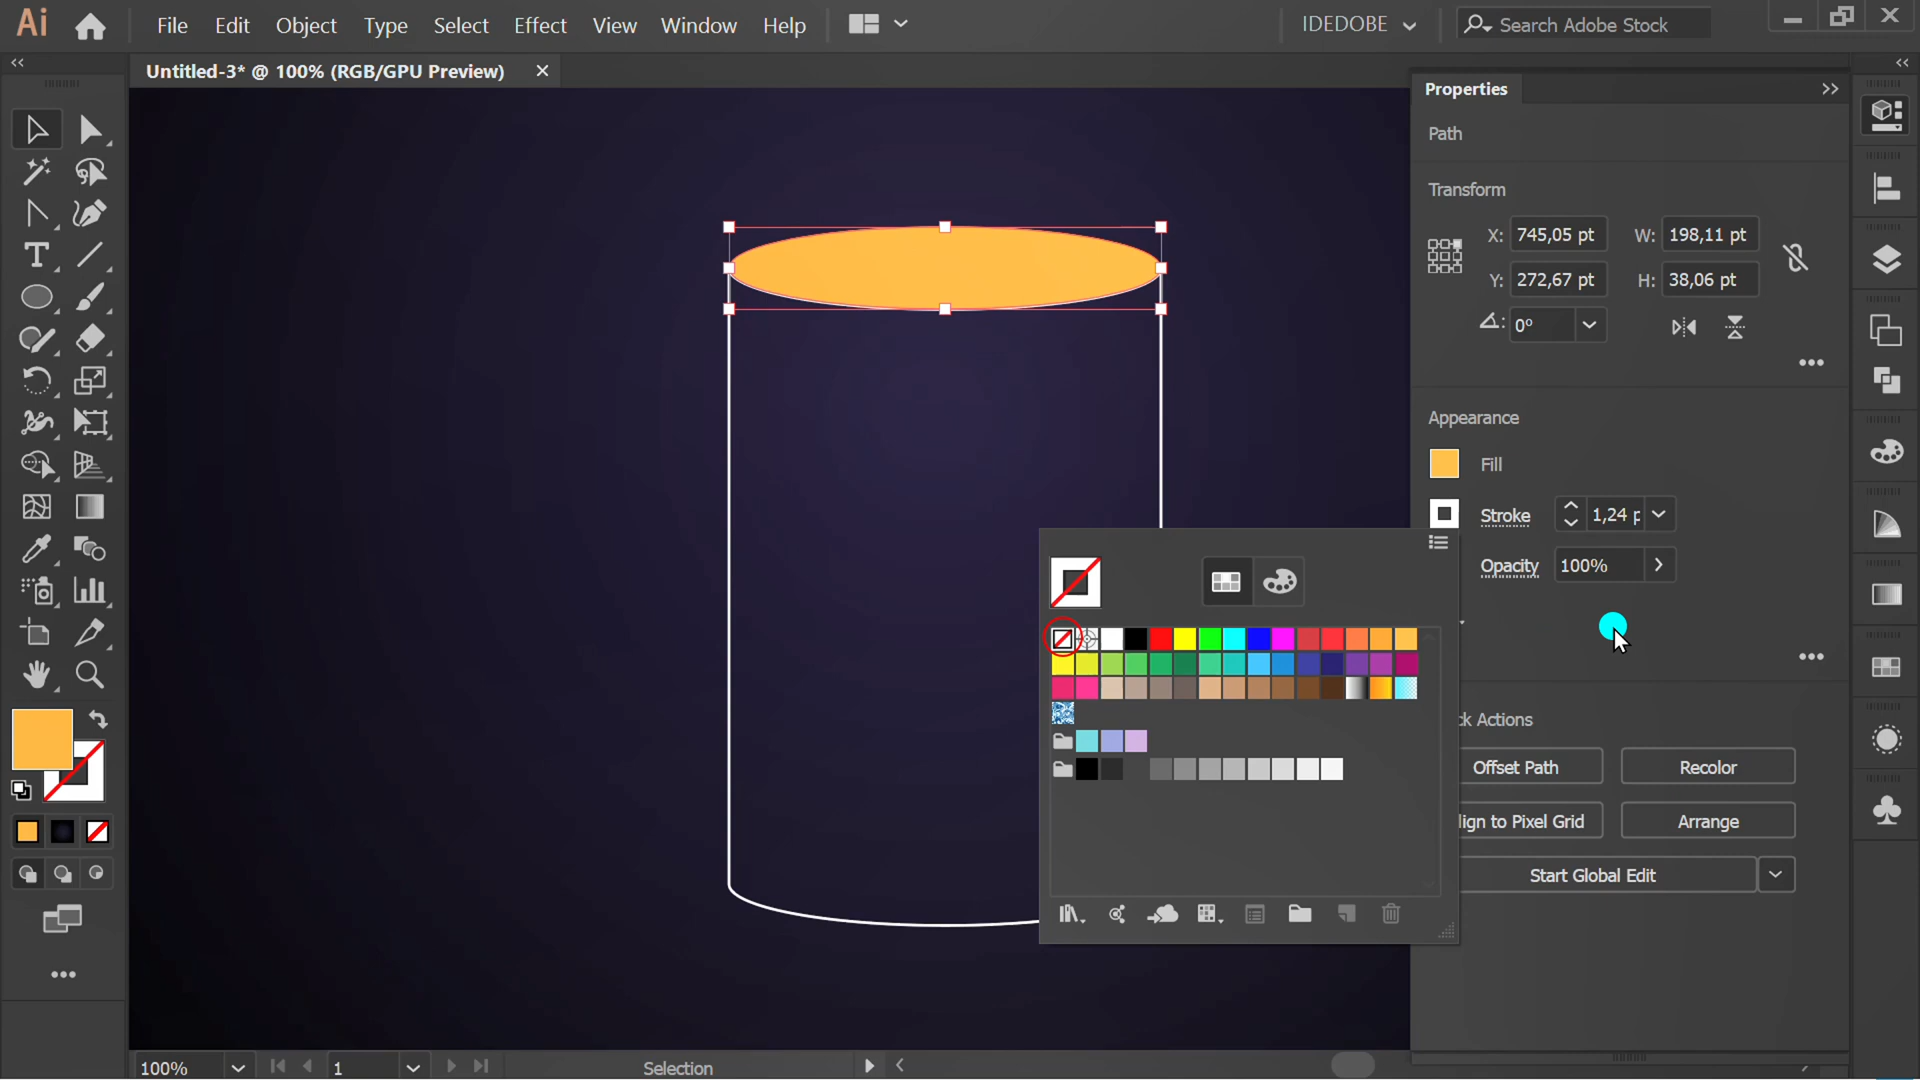 Ai
File Edit Object Type Select Effect View Window Help
IDEDOBE
Search Adobe Stock
Untitled-3* @ 100% (RGB/GPU Preview)
Properties
Path
Transform
X: 745,05 pt W: 198,11 pt
Y: 272,67 pt H: 38,06 pt
0°
Appearance
Fill
Stroke 1,24 p
Opacity 100%
ck Actions
Offset Path Recolor
lign to Pixel Grid Arrange
Start Global Edit
100% 1 Selection